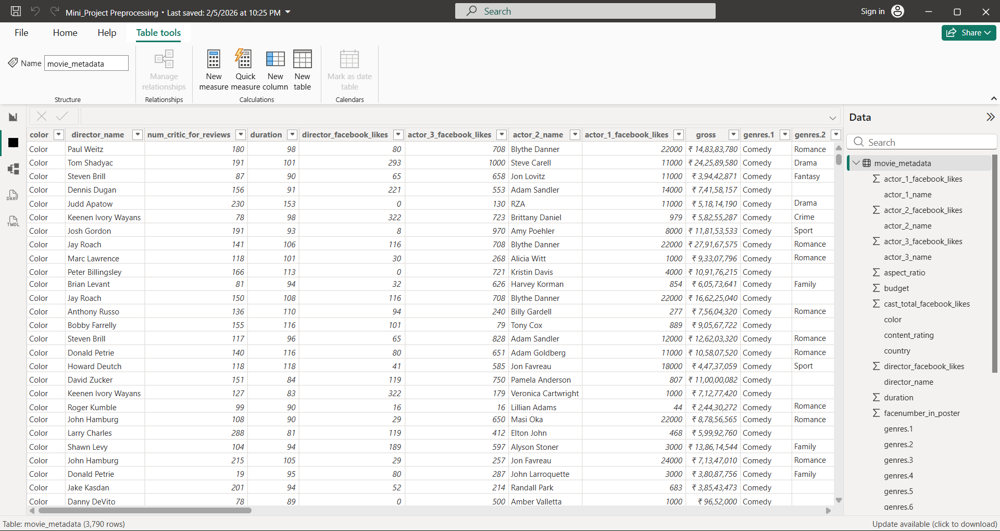 Mini_Project Preprocessing • Last saved: 2/5/2026 at 10:25 PM
Search
Sign in
File Home Help Table tools
Share
Name movie_metadata
Manage relationships
New measure
Quick measure
New column
New table
Mark as date table
Structure Relationships Calculations Calendars
DAX
TMDL
color director_name num_critic_for_reviews duration director_facebook_likes actor_3_facebook_likes actor_2_name actor_1_facebook_likes gross genres.1 genres.2
Color Paul Weitz 180 98 80 708 Blythe Danner 22000 ₹ 14,83,83,780 Comedy Romance
Color Tom Shadyac 191 101 293 1000 Steve Carell 11000 ₹ 24,25,89,580 Comedy Drama
Color Steven Brill 87 90 65 658 Jon Lovitz 11000 ₹ 3,94,42,871 Comedy Fantasy
Color Dennis Dugan 156 91 221 553 Adam Sandler 14000 ₹ 7,41,58,157 Comedy
Color Judd Apatow 230 153 0 130 RZA 11000 ₹ 5,18,14,190 Comedy Drama
Color Keenen Ivory Wayans 78 98 322 723 Brittany Daniel 979 ₹ 5,82,55,287 Comedy Crime
Color Josh Gordon 191 93 8 970 Amy Poehler 8000 ₹ 11,81,53,533 Comedy Sport
Color Jay Roach 141 106 116 708 Blythe Danner 22000 ₹ 27,91,67,575 Comedy Romance
Color Marc Lawrence 118 101 30 268 Alicia Witt 1000 ₹ 9,33,07,796 Comedy Romance
Color Peter Billingsley 166 113 0 721 Kristin Davis 4000 ₹ 10,91,76,215 Comedy
Color Brian Levant 81 94 32 626 Harvey Korman 854 ₹ 6,05,73,641 Comedy Family
Color Jay Roach 150 108 116 708 Blythe Danner 22000 ₹ 16,62,25,040 Comedy
Color Anthony Russo 136 110 94 240 Billy Gardell 277 ₹ 7,56,04,320 Comedy Romance
Color Bobby Farrelly 155 116 101 79 Tony Cox 889 ₹ 9,05,67,722 Comedy
Color Steven Brill 117 96 65 828 Adam Sandler 12000 ₹ 12,62,03,320 Comedy Romance
Color Donald Petrie 140 116 80 651 Adam Goldberg 11000 ₹ 10,58,07,520 Comedy Romance
Color Howard Deutch 118 118 41 585 Jon Favreau 18000 ₹ 4,47,37,059 Comedy Sport
Color David Zucker 151 84 119 750 Pamela Anderson 807 ₹ 11,00,00,082 Comedy
Color Keenen Ivory Wayans 127 83 322 179 Veronica Cartwright 1000 ₹ 7,12,77,420 Comedy
Color Roger Kumble 99 90 16 16 Lillian Adams 44 ₹ 2,44,30,272 Comedy Romance
Color John Hamburg 108 90 29 650 Masi Oka 22000 ₹ 8,78,56,565 Comedy Romance
Color Larry Charles 288 81 119 412 Elton John 468 ₹ 5,99,92,760 Comedy
Color Shawn Levy 104 94 189 597 Alyson Stoner 3000 ₹ 13,86,14,544 Comedy Family
Color John Hamburg 215 105 29 257 Jon Favreau 24000 ₹ 7,13,47,010 Comedy Romance
Color Donald Petrie 19 95 80 287 John Larroquette 3000 ₹ 3,80,87,756 Comedy Family
Color Jake Kasdan 201 94 52 214 Randall Park 683 ₹ 3,85,43,473 Comedy
Color Danny DeVito 78 89 0 500 Amber Valletta 1000 ₹ 96,52,000 Comedy
Data
Search
movie_metadata
actor_1_facebook_likes
actor_1_name
actor_2_facebook_likes
actor_2_name
actor_3_facebook_likes
actor_3_name
aspect_ratio
budget
cast_total_facebook_likes
color
content_rating
country
director_facebook_likes
director_name
duration
facenumber_in_poster
genres.1
genres.2
genres.3
genres.4
genres.5
genres.6
Table: movie_metadata (3,790 rows)
Update available (click to download)